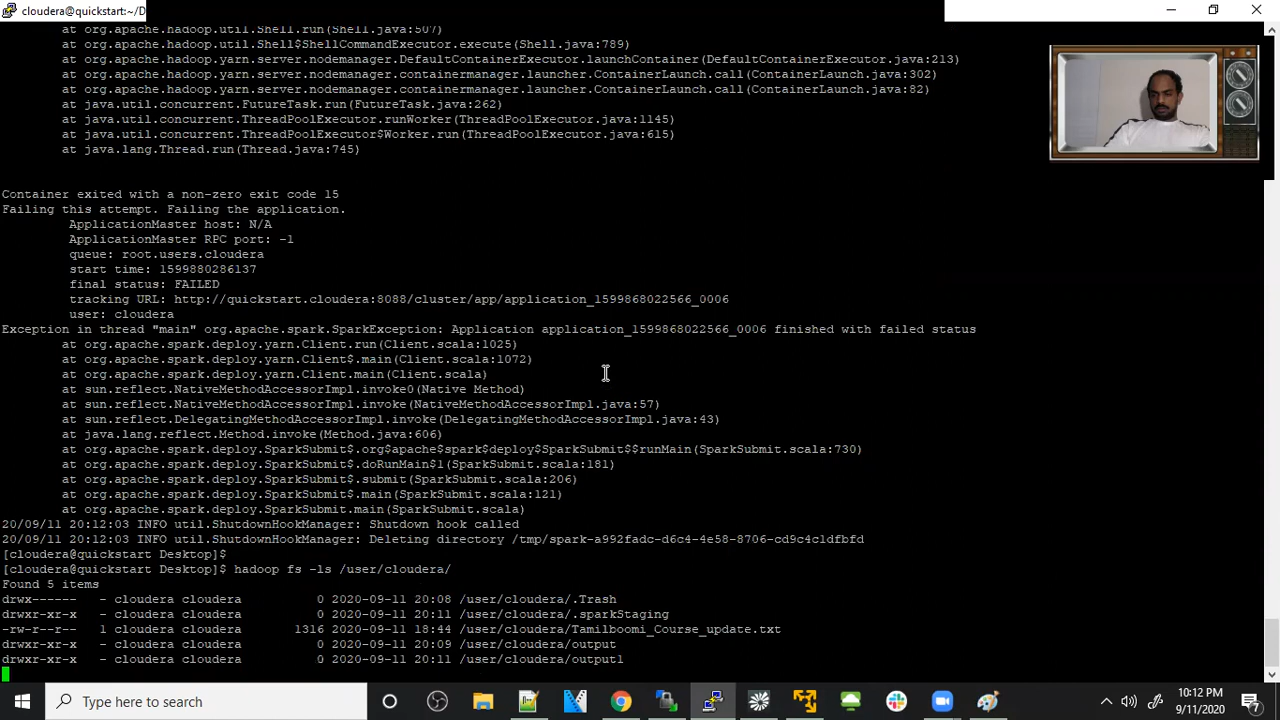 cloudera@quickstart:~/D
at org.apache.hadoop.util.Shell.run(Shell.java:507)
at org.apache.hadoop.util.Shell$ShellCommandExecutor.execute(Shell.java:789)
at org.apache.hadoop.yarn.server.nodemanager.DefaultContainerExecutor.launchContainer(DefaultContainerExecutor.java:213)
at org.apache.hadoop.yarn.server.nodemanager.containermanager.launcher.ContainerLaunch.call(ContainerLaunch.java:302)
at org.apache.hadoop.yarn.server.nodemanager.containermanager.launcher.ContainerLaunch.call(ContainerLaunch.java:82)
at java.util.concurrent.FutureTask.run(FutureTask.java:262)
at java.util.concurrent.ThreadPoolExecutor.runWorker(ThreadPoolExecutor.java:1145)
at java.util.concurrent.ThreadPoolExecutor$Worker.run(ThreadPoolExecutor.java:615)
at java.lang.Thread.run(Thread.java:745)
Container exited with a non-zero exit code 15
Failing this attempt. Failing the application.
ApplicationMaster host: N/A
ApplicationMaster RPC port: -1
queue: root.users.cloudera
start time: 1599880286137
final status: FAILED
tracking URL: http://quickstart.cloudera:8088/cluster/app/application_1599868022566_0006
user: cloudera
Exception in thread "main" org.apache.spark.SparkException: Application application_1599868022566_0006 finished with failed status
at org.apache.spark.deploy.yarn.Client.run(Client.scala:1025)
at org.apache.spark.deploy.yarn.Client$.main(Client.scala:1072)
at org.apache.spark.deploy.yarn.Client.main(Client.scala)
at sun.reflect.NativeMethodAccessorImpl.invoke0(Native Method)
at sun.reflect.NativeMethodAccessorImpl.invoke(NativeMethodAccessorImpl.java:57)
at sun.reflect.DelegatingMethodAccessorImpl.invoke(DelegatingMethodAccessorImpl.java:43)
at java.lang.reflect.Method.invoke(Method.java:606)
at org.apache.spark.deploy.SparkSubmit$.org$apache$spark$deploy$SparkSubmit$$runMain(SparkSubmit.scala:730)
at org.apache.spark.deploy.SparkSubmit$.doRunMain$1(SparkSubmit.scala:181)
at org.apache.spark.deploy.SparkSubmit$.submit(SparkSubmit.scala:206)
at org.apache.spark.deploy.SparkSubmit$.main(SparkSubmit.scala:121)
at org.apache.spark.deploy.SparkSubmit.main(SparkSubmit.scala)
20/09/11 20:12:03 INFO util.ShutdownHookManager: Shutdown hook called
20/09/11 20:12:03 INFO util.ShutdownHookManager: Deleting directory /tmp/spark-a992fadc-d6c4-4e58-8706-cd9c4c1dfbfd
[cloudera@quickstart Desktop]$
[cloudera@quickstart Desktop]$ hadoop fs -ls /user/cloudera/
Found 5 items
drwx------ - cloudera cloudera 0 2020-09-11 20:08 /user/cloudera/.Trash
drwxr-xr-x - cloudera cloudera 0 2020-09-11 20:11 /user/cloudera/.sparkStaging
-rw-r--r-- 1 cloudera cloudera 1316 2020-09-11 18:44 /user/cloudera/Tamilboomi_Course_update.txt
drwxr-xr-x - cloudera cloudera 0 2020-09-11 20:09 /user/cloudera/output
drwxr-xr-x - cloudera cloudera 0 2020-09-11 20:11 /user/cloudera/output1
Type here to search
10:12 PM
9/11/2020
7